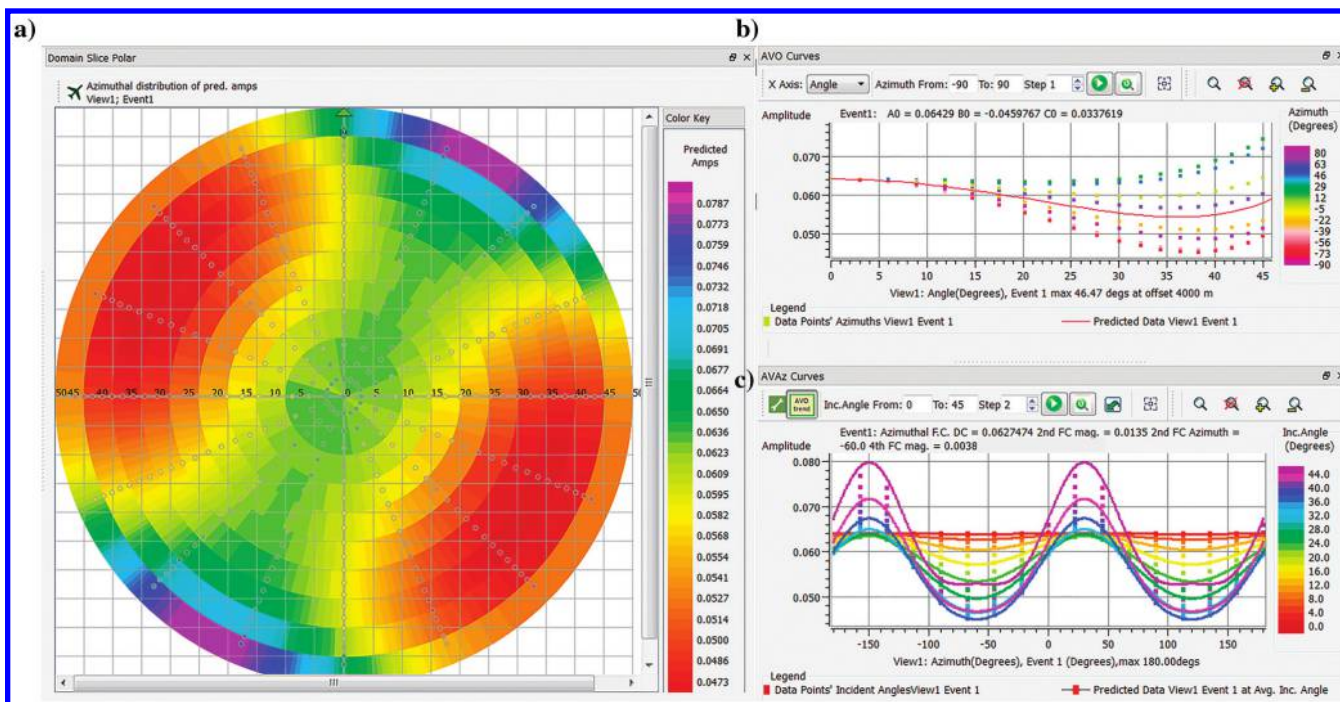 a)
Domain Slice Polar
Azimuthal distribution of pred. amps
View1; Event1
Color Key
Predicted
Amps
0.0787
0.0773
0.0759
0.0746
0.0732
0.0718
0.0705
0.0691
0.0677
0.0664
0.0650
0.0636
0.0623
0.0609
0.0595
0.0582
0.0568
0.0554
0.0541
0.0527
0.0513
0.0500
0.0486
0.0473
5045 40 35 30 25 20 15 10 5 0 5 10 15 20 25 30 35 40 45 50
b)
AVO Curves
X Axis: Angle Azimuth From: -90 To: 90 Step 1
Amplitude Event1: A0 = 0.06429 B0 = -0.0459767 C0 = 0.0337619
Azimuth
(Degrees)
0.070
0.060
0.050
80
63
46
29
12
-5
-22
-39
-56
-73
-90
0 5 10 15 20 25 30 35 40 45
View1: Angle(Degrees), Event 1 max 46.47 degs at offset 4000 m
Legend
Data Points' Azimuths View1 Event 1 Predicted Data View1 Event 1
c)
AVAz Curves
AVO trend Inc.Angle From: 0 To: 45 Step 2
Event1: Azimuthal F.C. DC = 0.0627474 2nd FC mag. = 0.0135 2nd FC Azimuth =
Amplitude -60.0 4th FC mag. = 0.0038
Inc.Angle
(Degrees)
0.080
0.070
0.060
0.050
44.0
40.0
36.0
32.0
28.0
24.0
20.0
16.0
12.0
8.0
4.0
0.0
-150 -100 -50 0 50 100 150
View1: Azimuth(Degrees), Event 1 (Degrees),max 180.00degs
Legend
Data Points' Incident AnglesView1 Event 1 Predicted Data View1 Event 1 at Avg. Inc. Angle